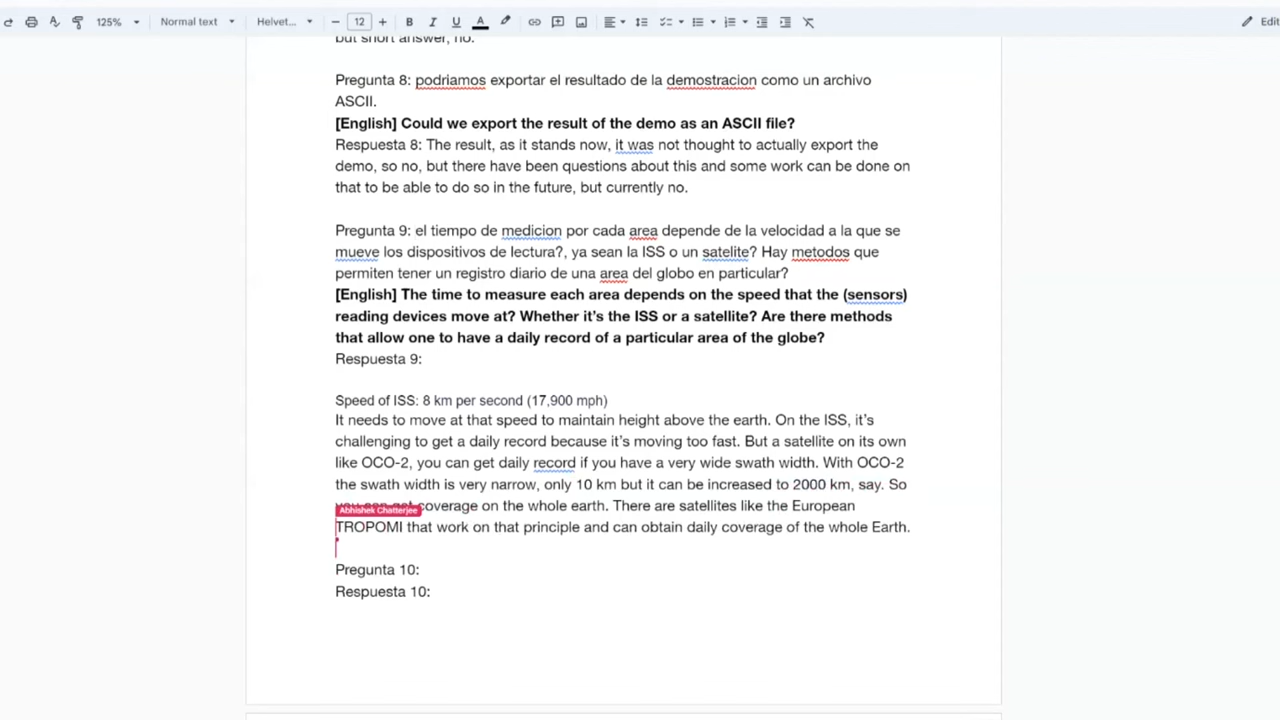 125% Normal text Helvet... 12 B I U A Edit
but short answer, no.
Pregunta 8: podriamos exportar el resultado de la demostracion como un archivo
ASCII.
[English] Could we export the result of the demo as an ASCII file?
Respuesta 8: The result, as it stands now, it was not thought to actually export the
demo, so no, but there have been questions about this and some work can be done on
that to be able to do so in the future, but currently no.
Pregunta 9: el tiempo de medicion por cada area depende de la velocidad a la que se
mueve los dispositivos de lectura?, ya sean la ISS o un satelite? Hay metodos que
permiten tener un registro diario de una area del globo en particular?
[English] The time to measure each area depends on the speed that the (sensors)
reading devices move at? Whether it's the ISS or a satellite? Are there methods
that allow one to have a daily record of a particular area of the globe?
Respuesta 9:
Speed of ISS: 8 km per second (17,900 mph)
It needs to move at that speed to maintain height above the earth. On the ISS, it's
challenging to get a daily record because it's moving too fast. But a satellite on its own
like OCO-2, you can get daily record if you have a very wide swath width. With OCO-2
the swath width is very narrow, only 10 km but it can be increased to 2000 km, say. So
you can get coverage on the whole earth. There are satellites like the European
Abhishek Chatterjee
TROPOMI that work on that principle and can obtain daily coverage of the whole Earth.
Pregunta 10:
Respuesta 10: